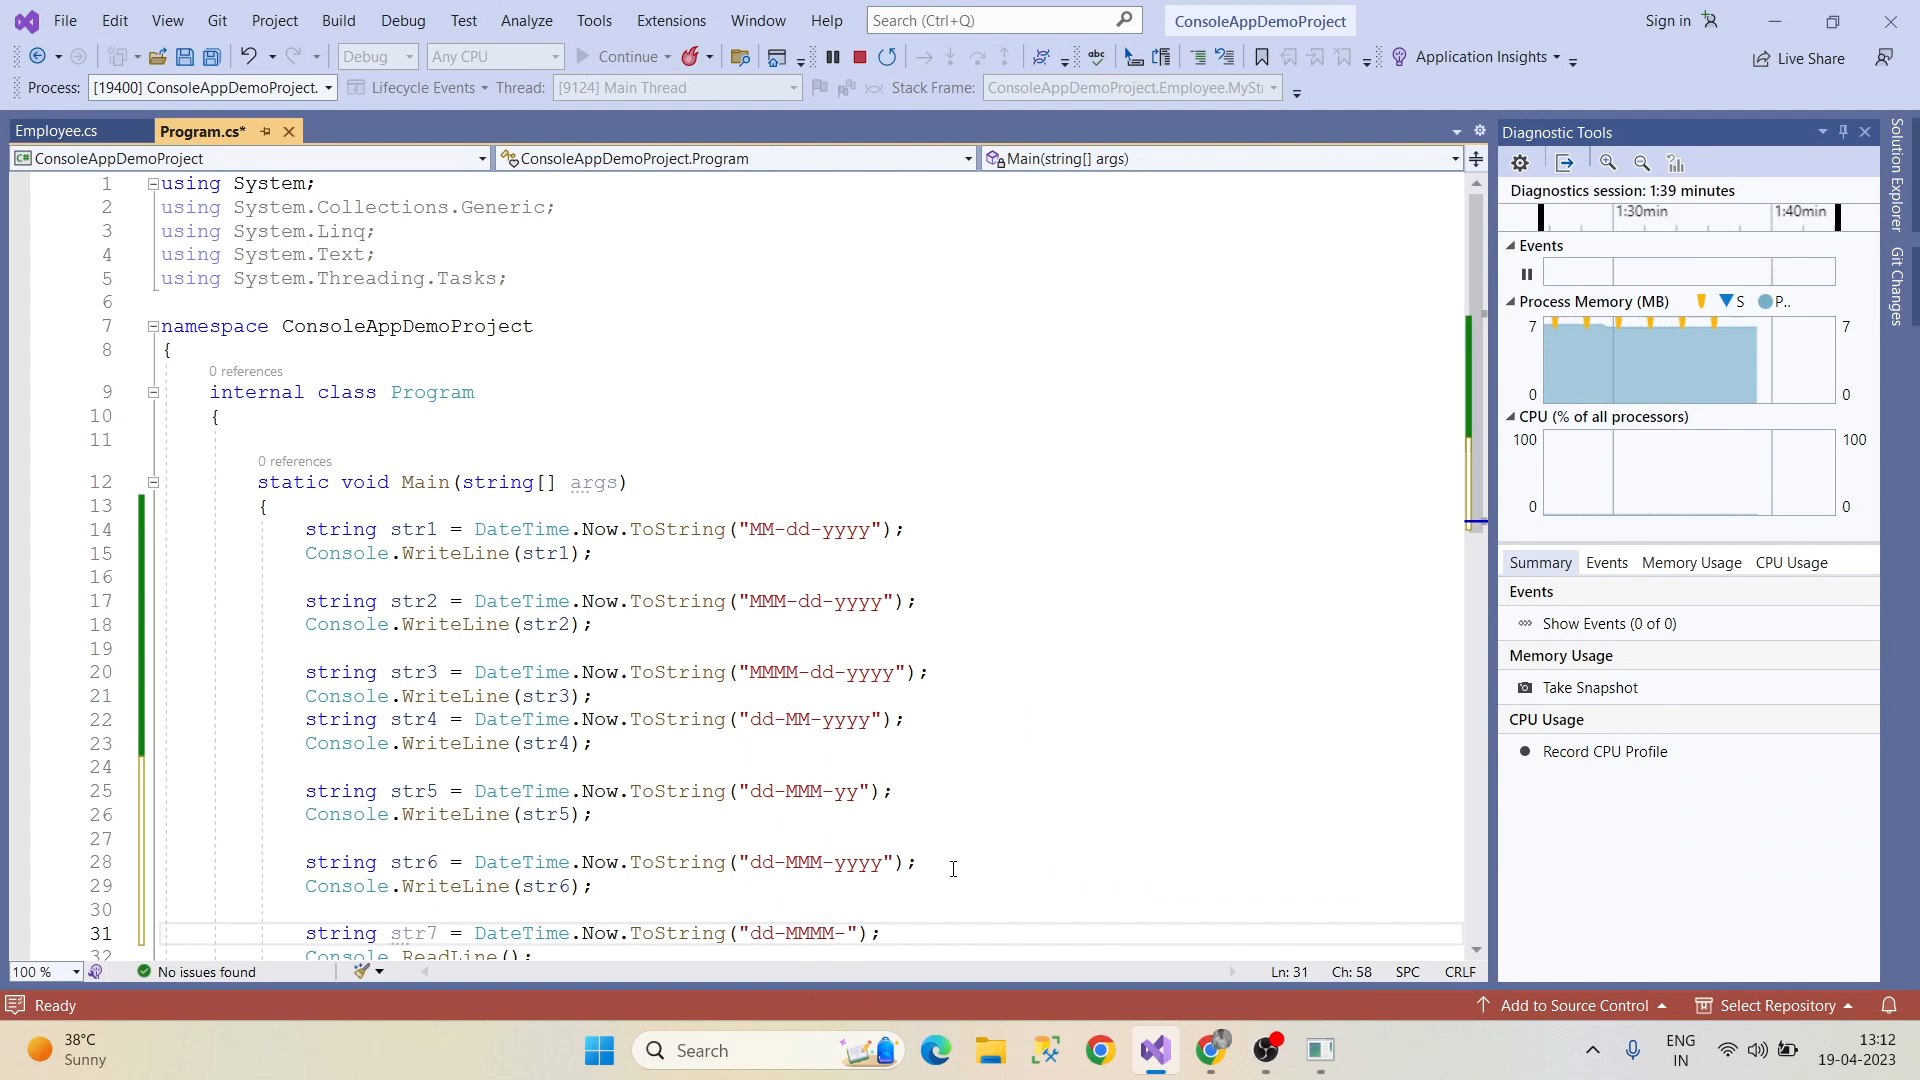 File Edit View Git Project Build Debug Test Analyze Tools Extensions Window Help Search (Ctrl+Q) ConsoleAppDemoProject Sign in
Debug Any CPU Continue Application Insights Live Share
Process: [19400] ConsoleAppDemoProject. Lifecycle Events Thread: [9124] Main Thread Stack Frame: ConsoleAppDemoProject.Employee.MySt
Employee.cs Program.cs*
ConsoleAppDemoProject ConsoleAppDemoProject.Program Main(string[] args)
1 using System;
2 using System.Collections.Generic;
3 using System.Linq;
4 using System.Text;
5 using System.Threading.Tasks;
6
7 namespace ConsoleAppDemoProject
8 {
0 references
9 internal class Program
10 {
11
0 references
12 static void Main(string[] args)
13 {
14 string str1 = DateTime.Now.ToString("MM-dd-yyyy");
15 Console.WriteLine(str1);
16
17 string str2 = DateTime.Now.ToString("MMM-dd-yyyy");
18 Console.WriteLine(str2);
19
20 string str3 = DateTime.Now.ToString("MMMM-dd-yyyy");
21 Console.WriteLine(str3);
22 string str4 = DateTime.Now.ToString("dd-MM-yyyy");
23 Console.WriteLine(str4);
24
25 string str5 = DateTime.Now.ToString("dd-MMM-yy");
26 Console.WriteLine(str5);
27
28 string str6 = DateTime.Now.ToString("dd-MMM-yyyy");
29 Console.WriteLine(str6);
30
31 string str7 = DateTime.Now.ToString("dd-MMMM-");
32 Console.ReadLine();
100 % No issues found Ln: 31 Ch: 58 SPC CRLF
Diagnostic Tools
Diagnostics session: 1:39 minutes
1:30min 1:40min
Events
Process Memory (MB) S P..
7 7
0 0
CPU (% of all processors)
100 100
0 0
Summary Events Memory Usage CPU Usage
Events
Show Events (0 of 0)
Memory Usage
Take Snapshot
CPU Usage
Record CPU Profile
Solution Explorer
Git Changes
Ready Add to Source Control Select Repository
38°C
Sunny
Search
ENG
IN
13:12
19-04-2023